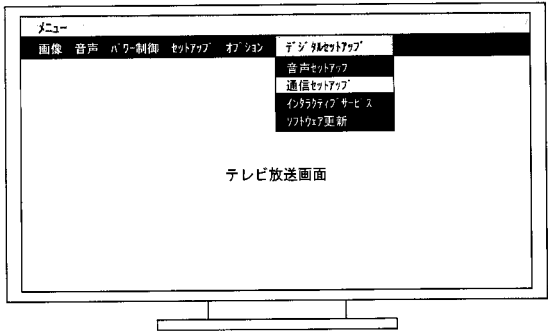 メニュー
画像 音声 パワー制御 セットアップ オプション デジタルセットアップ
音声セットアップ
通信セットアップ
インタラクティブサービス
ソフトウェア更新
テレビ放送画面